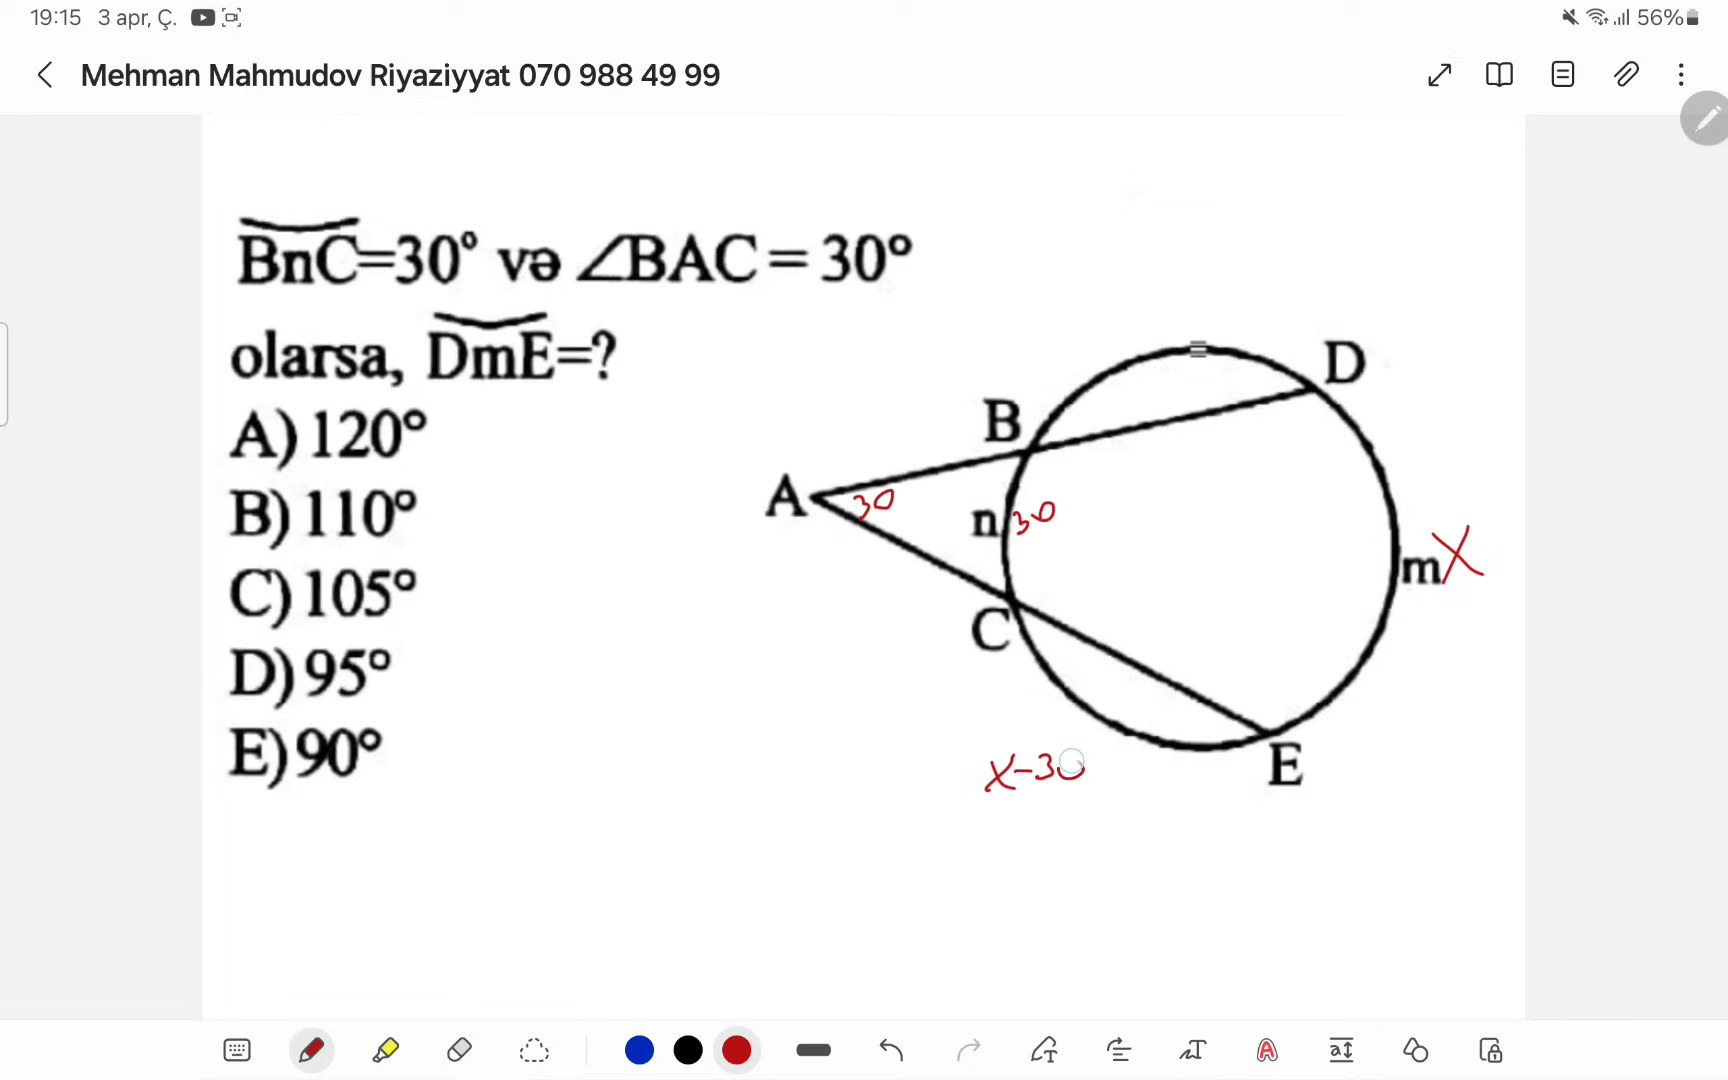 19:15 3 apr, Ç.
56%
Mehman Mahmudov Riyaziyyat 070 988 49 99
BnC=30° və ∠BAC = 30°
olarsa, DmE=?
A) 120°
B) 110°
C) 105°
D) 95°
E) 90°
D
B
A 30
n 30
m X
C
X-30
E